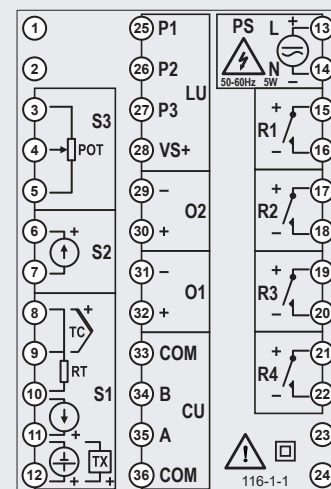 1
2
3
4
5
S3
POT
6
7
+
S2
8
9
10
11
12
+
TC
RT
S1
+
+
TX
25 P1
26 P2
27 P3
28 VS+
LU
29 −
30 +
O2
31 −
32 +
O1
33 COM
34 B
35 A
36 COM
CU
PS
L
+
N
−
50-60Hz 5W
13
14
+
R1
−
15
16
+
R2
−
17
18
+
R3
−
19
20
+
R4
−
21
22
23
24
116-1-1